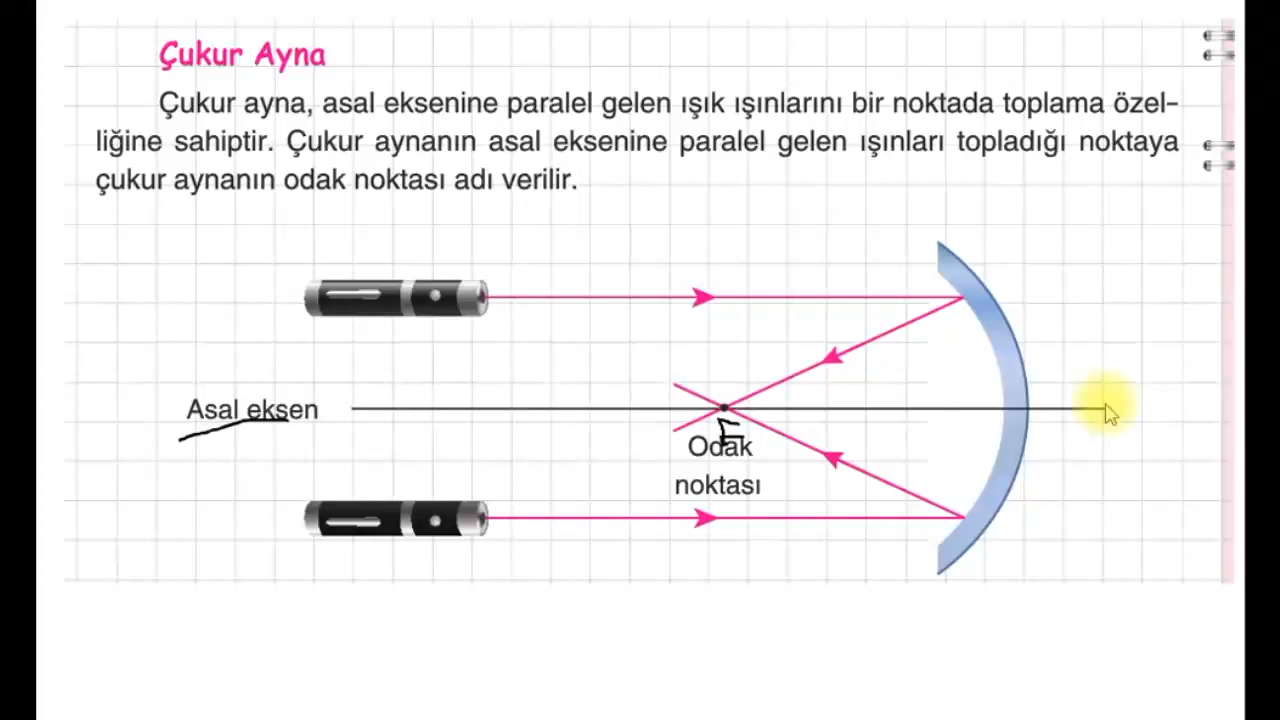 Çukur Ayna
Çukur ayna, asal eksenine paralel gelen ışık ışınlarını bir noktada toplama özel-
liğine sahiptir. Çukur aynanın asal eksenine paralel gelen ışınları topladığı noktaya
çukur aynanın odak noktası adı verilir.
Asal eksen
F
Odak
noktası